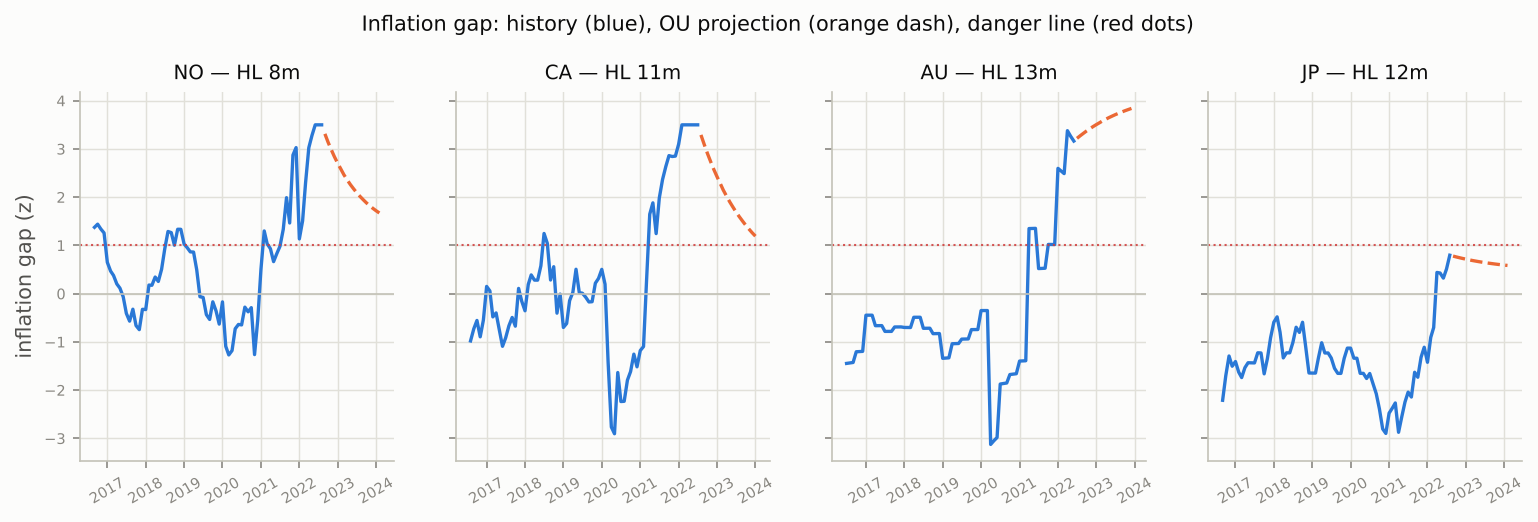 Inflation gap: history (blue), OU projection (orange dash), danger line (red dots)
NO — HL 8m
CA — HL 11m
AU — HL 13m
JP — HL 12m
inflation gap (z)
4
3
2
1
0
−1
−2
−3
2017 2018 2019 2020 2021 2022 2023 2024
2017 2018 2019 2020 2021 2022 2023 2024
2017 2018 2019 2020 2021 2022 2023 2024
2017 2018 2019 2020 2021 2022 2023 2024